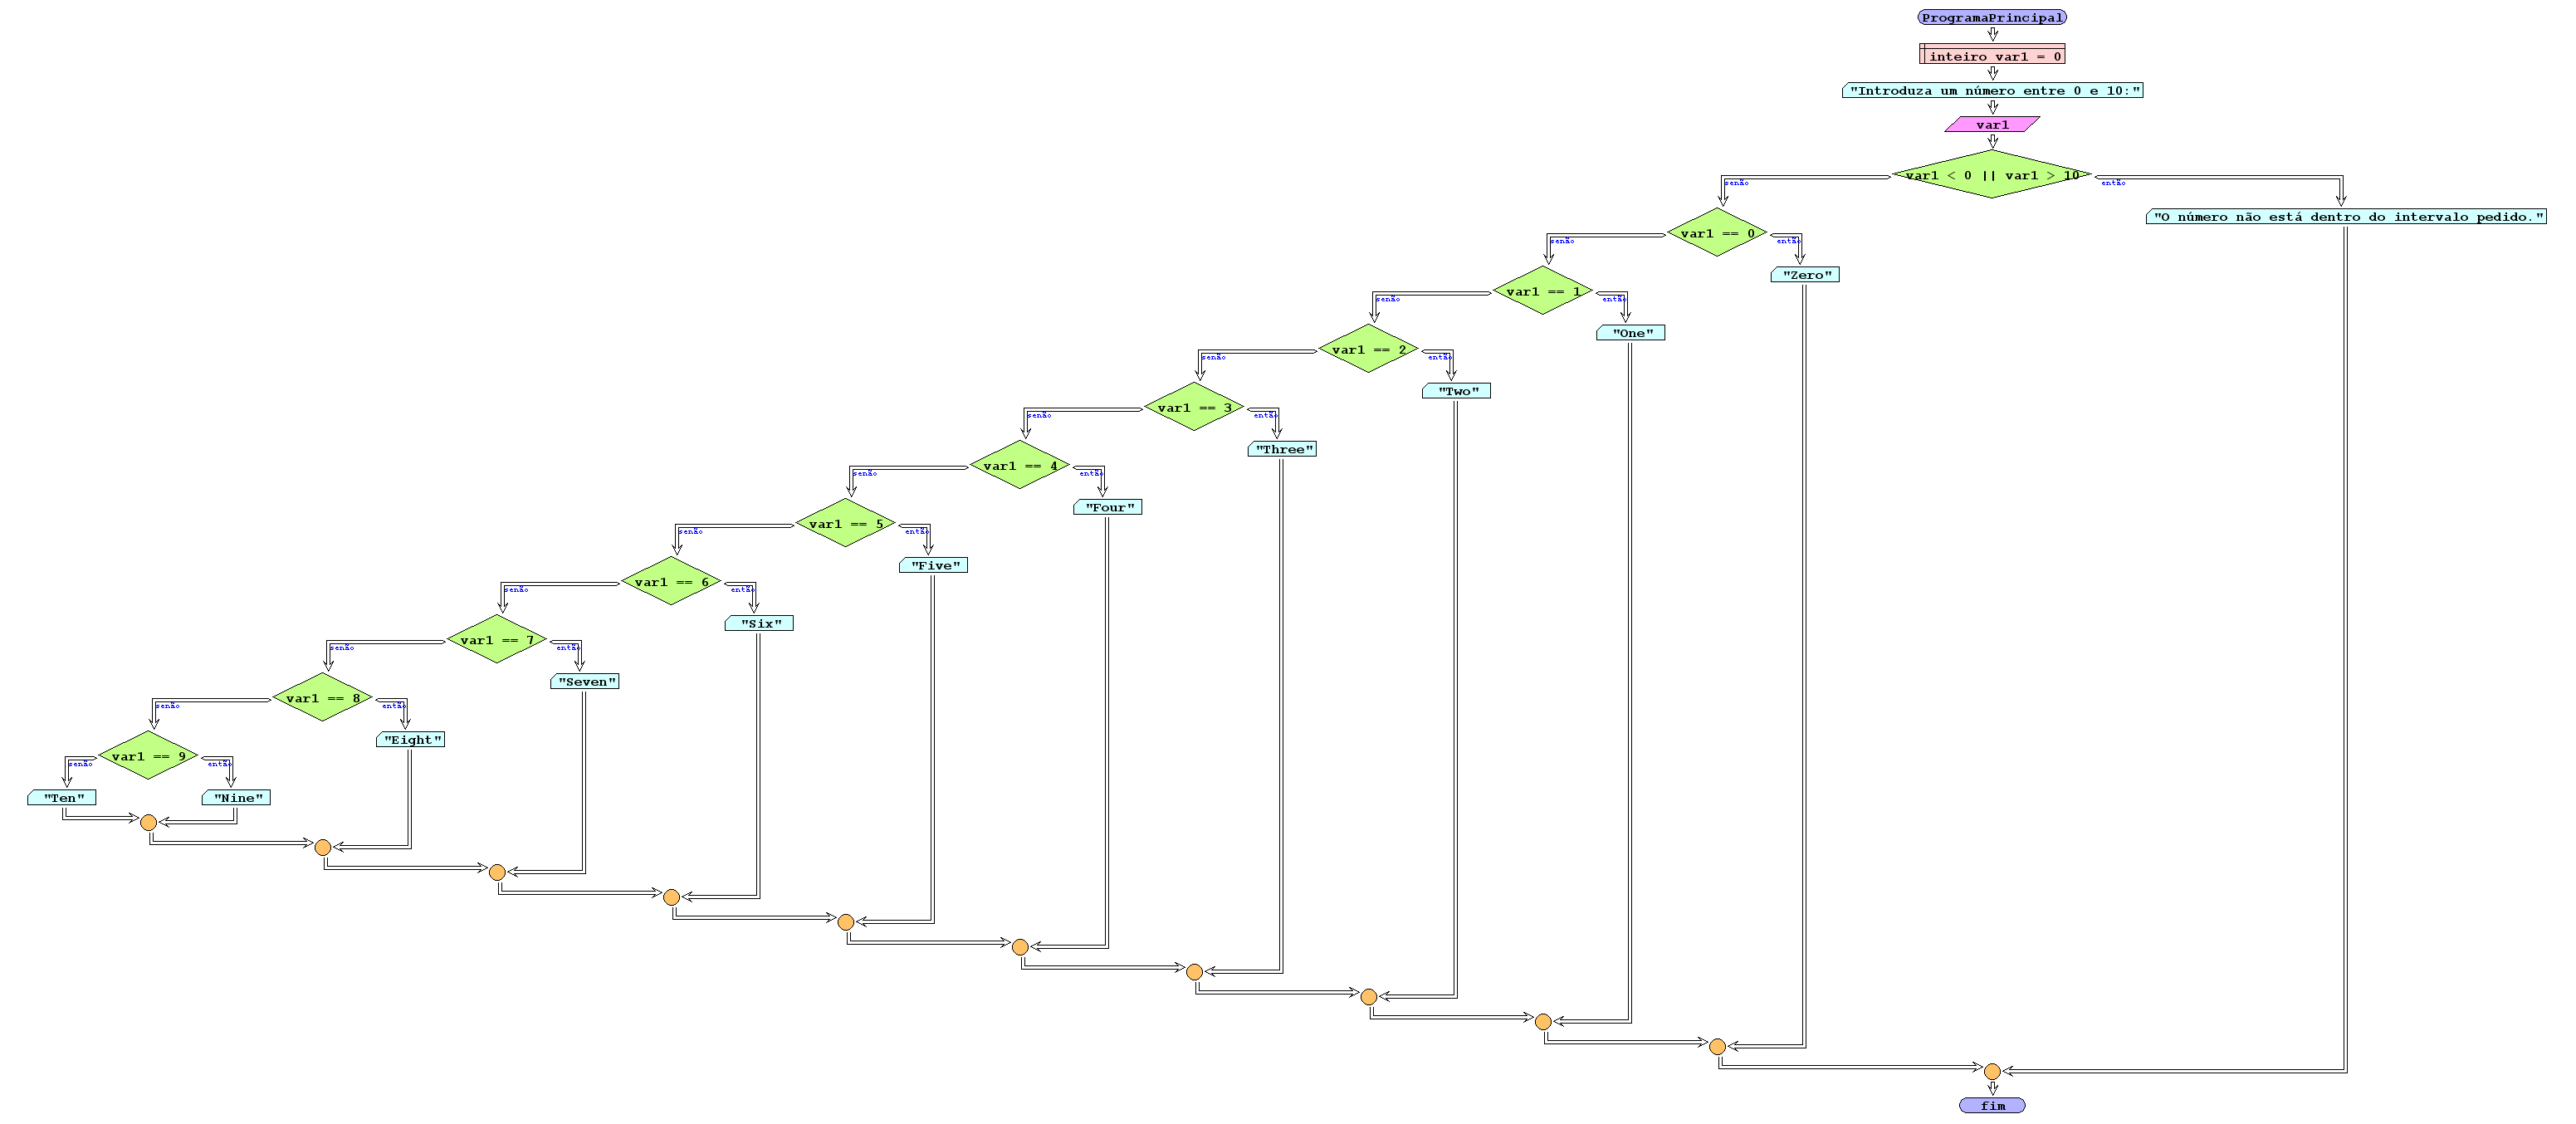 ProgramaPrincipal
inteiro var1 = 0
"Introduza um número entre 0 e 10:"
var1
var1 < 0 || var1 > 10
senão
então
"O número não está dentro do intervalo pedido."
var1 == 0
senão
então
"Zero"
var1 == 1
senão
então
"One"
var1 == 2
senão
então
"Two"
var1 == 3
senão
então
"Three"
var1 == 4
senão
então
"Four"
var1 == 5
senão
então
"Five"
var1 == 6
senão
então
"Six"
var1 == 7
senão
então
"Seven"
var1 == 8
senão
então
"Eight"
var1 == 9
senão
então
"Ten"
"Nine"
fim